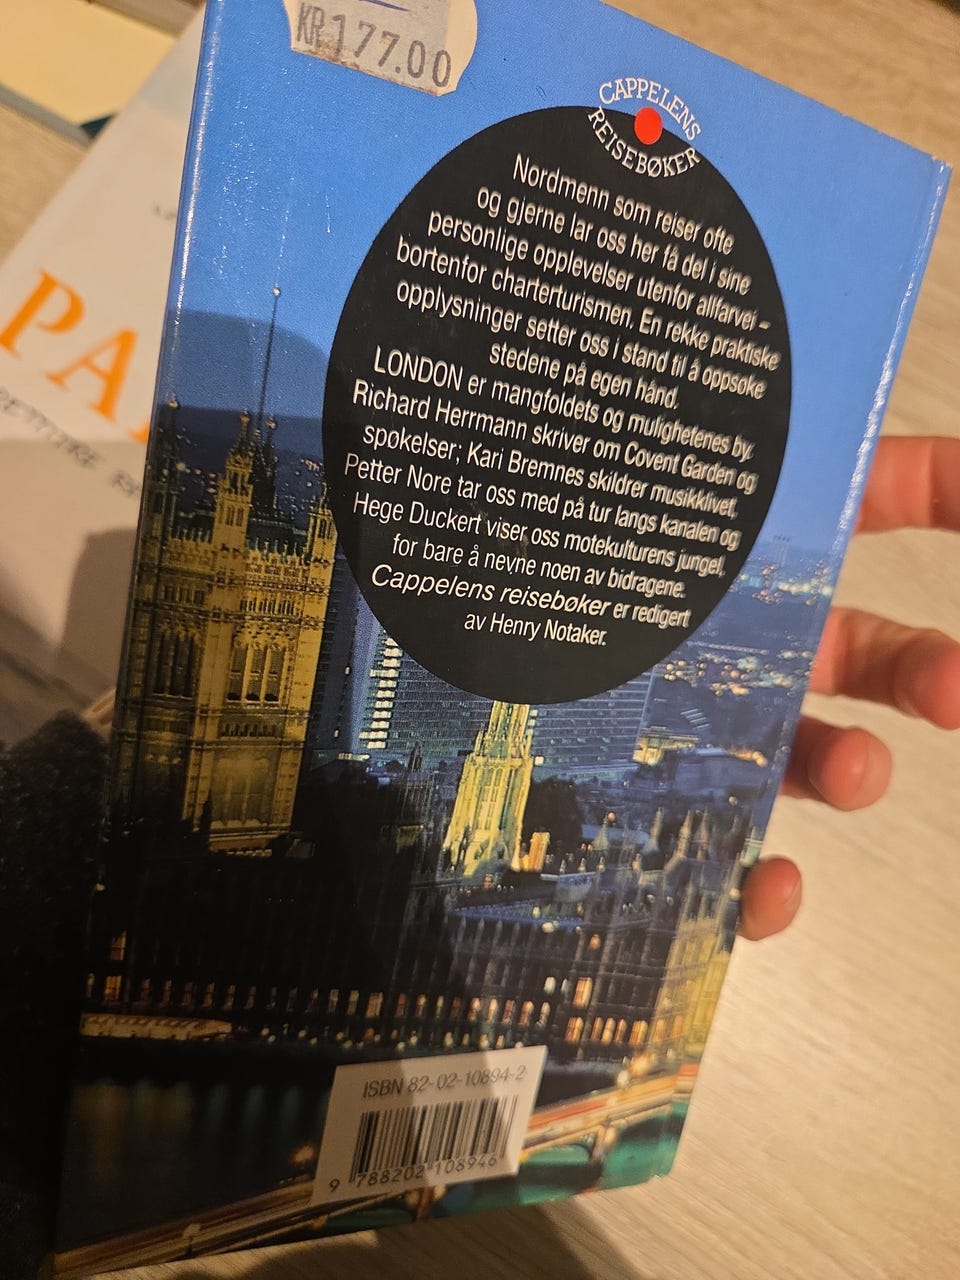 KR 177.00
CAPPELENS
REISEBØKER
Nordmenn som reiser ofte
og gjerne lar oss her få del i sine
personlige opplevelser utenfor allfarvei –
bortenfor charterturismen. En rekke praktiske
opplysninger setter oss i stand til å oppsøke
stedene på egen hånd.
LONDON er mangfoldets og mulighetenes by.
Richard Herrmann skriver om Covent Garden og
spøkelser; Kari Bremnes skildrer musikklivet,
Petter Nore tar oss med på tur langs kanalen og
Hege Duckert viser oss motekulturens jungel,
for bare å nevne noen av bidragene.
Cappelens reisebøker er redigert
av Henry Notaker.
ISBN 82-02-10894-2
9 788202 108946
PA